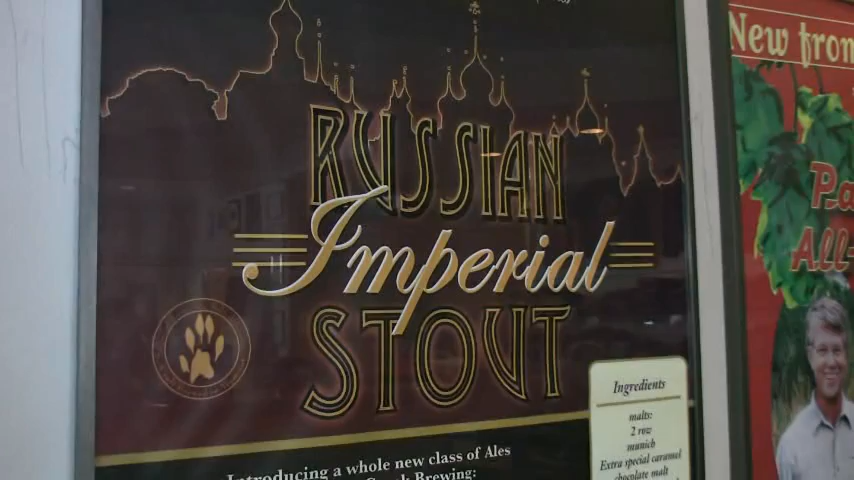 RUSSIAN
Imperial
STOUT
Ingredients
malts:
2 row
munich
Extra special caramel
chocolate malt
Introducing a whole new class of Ales
Brewing:
New from
All-